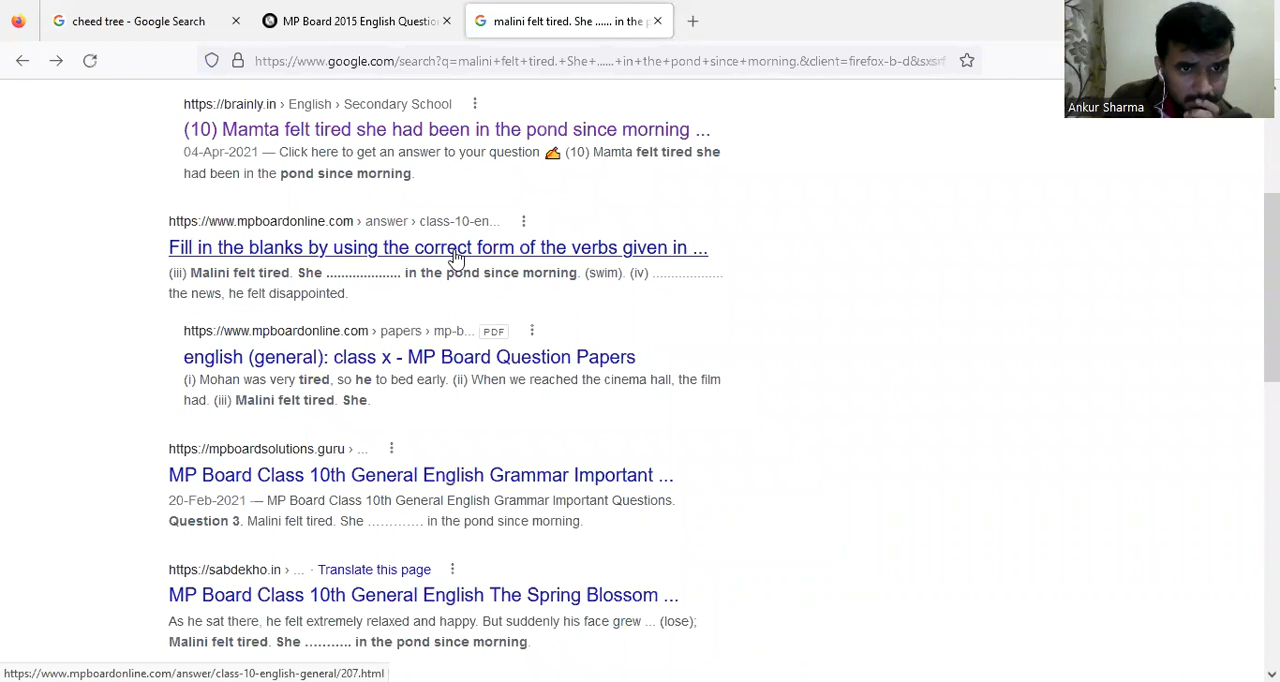 cheed tree - Google Search
MP Board 2015 English Questio
malini felt tired. She ...... in the p
https://www.google.com/search?q=malini+felt+tired.+She+......+in+the+pond+since+morning.&client=firefox-b-d&sxsrf
Ankur Sharma
https://brainly.in › English › Secondary School
(10) Mamta felt tired she had been in the pond since morning ...
04-Apr-2021 — Click here to get an answer to your question ✍ (10) Mamta felt tired she
had been in the pond since morning.
https://www.mpboardonline.com › answer › class-10-en...
Fill in the blanks by using the correct form of the verbs given in ...
(iii) Malini felt tired. She ................... in the pond since morning. (swim). (iv) ..................
the news, he felt disappointed.
https://www.mpboardonline.com › papers › mp-b... PDF
english (general): class x - MP Board Question Papers
(i) Mohan was very tired, so he to bed early. (ii) When we reached the cinema hall, the film
had. (iii) Malini felt tired. She.
https://mpboardsolutions.guru › ...
MP Board Class 10th General English Grammar Important ...
20-Feb-2021 — MP Board Class 10th General English Grammar Important Questions.
Question 3. Malini felt tired. She ………… in the pond since morning.
https://sabdekho.in › ... · Translate this page
MP Board Class 10th General English The Spring Blossom ...
As he sat there, he felt extremely relaxed and happy. But suddenly his face grew ... (lose);
Malini felt tired. She ……….. in the pond since morning.
https://www.mpboardonline.com/answer/class-10-english-general/207.html